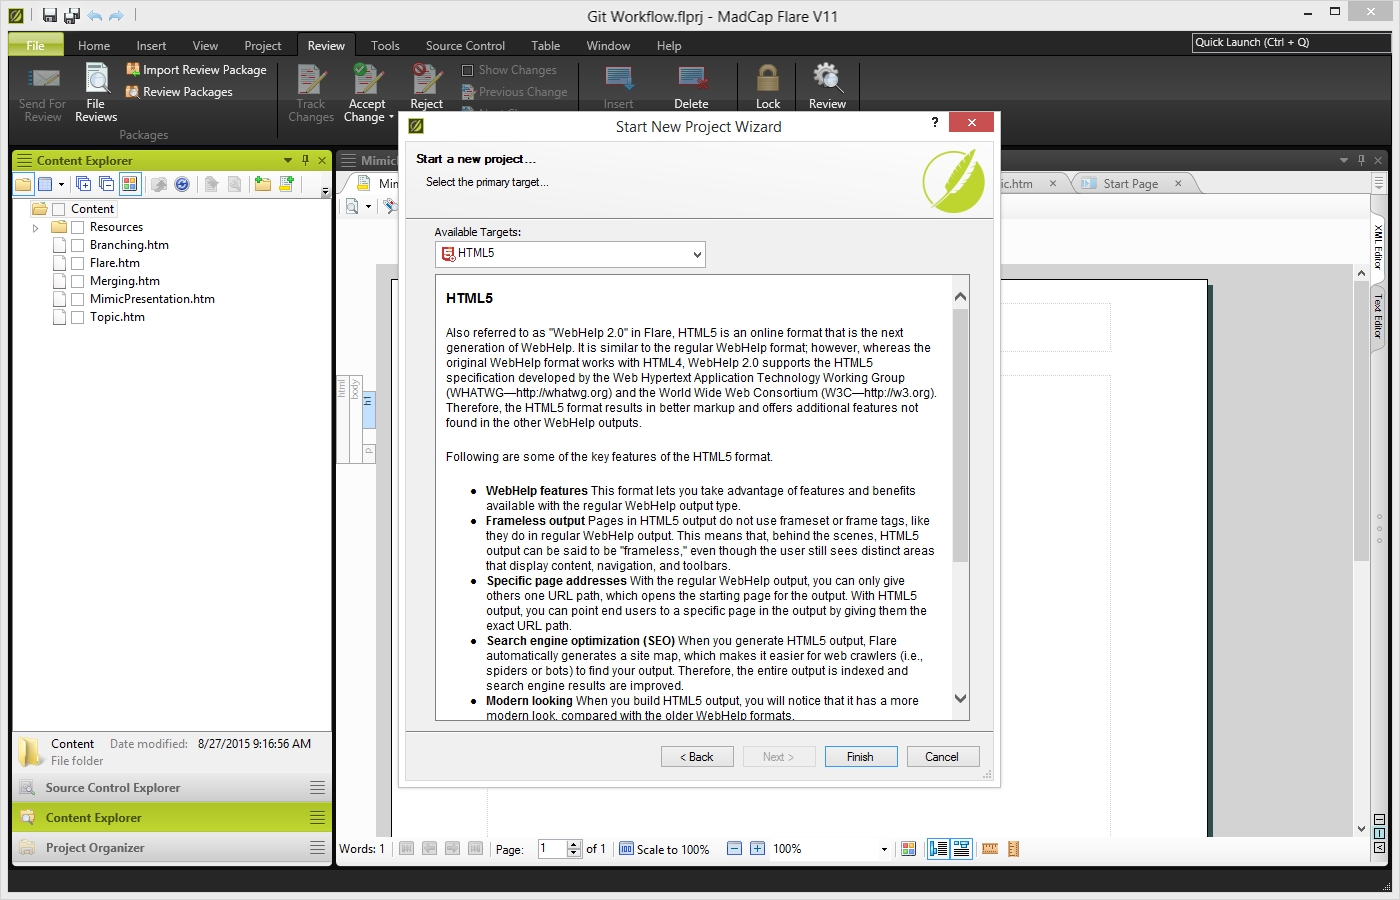 Git Workflow.flprj - MadCap Flare V11
File Home Insert View Project Review Tools Source Control Table Window Help
Quick Launch (Ctrl + Q)
Send For Review
File Reviews
Import Review Package
Review Packages
Packages
Track Changes
Accept Change
Reject
Show Changes
Previous Change
Insert
Delete
Lock
Review
Content Explorer
Content
Resources
Branching.htm
Flare.htm
Merging.htm
MimicPresentation.htm
Topic.htm
Content Date modified: 8/27/2015 9:16:56 AM
File folder
Source Control Explorer
Content Explorer
Project Organizer
Start Page
XML Editor
Text Editor
html
body
h1
p
Start New Project Wizard
?
Start a new project...
Select the primary target...
Available Targets:
HTML5
HTML5
Also referred to as "WebHelp 2.0" in Flare, HTML5 is an online format that is the next
generation of WebHelp. It is similar to the regular WebHelp format; however, whereas the
original WebHelp format works with HTML4, WebHelp 2.0 supports the HTML5
specification developed by the Web Hypertext Application Technology Working Group
(WHATWG—http://whatwg.org) and the World Wide Web Consortium (W3C—http://w3.org).
Therefore, the HTML5 format results in better markup and offers additional features not
found in the other WebHelp outputs.
Following are some of the key features of the HTML5 format.
• WebHelp features This format lets you take advantage of features and benefits
available with the regular WebHelp output type.
• Frameless output Pages in HTML5 output do not use frameset or frame tags, like
they do in regular WebHelp output. This means that, behind the scenes, HTML5
output can be said to be "frameless," even though the user still sees distinct areas
that display content, navigation, and toolbars.
• Specific page addresses With the regular WebHelp output, you can only give
others one URL path, which opens the starting page for the output. With HTML5
output, you can point end users to a specific page in the output by giving them the
exact URL path.
• Search engine optimization (SEO) When you generate HTML5 output, Flare
automatically generates a site map, which makes it easier for web crawlers (i.e.,
spiders or bots) to find your output. Therefore, the entire output is indexed and
search engine results are improved.
• Modern looking When you build HTML5 output, you will notice that it has a more
modern look, compared with the older WebHelp formats.
< Back
Next >
Finish
Cancel
Words: 1
Page: 1 of 1
Scale to 100%
100%